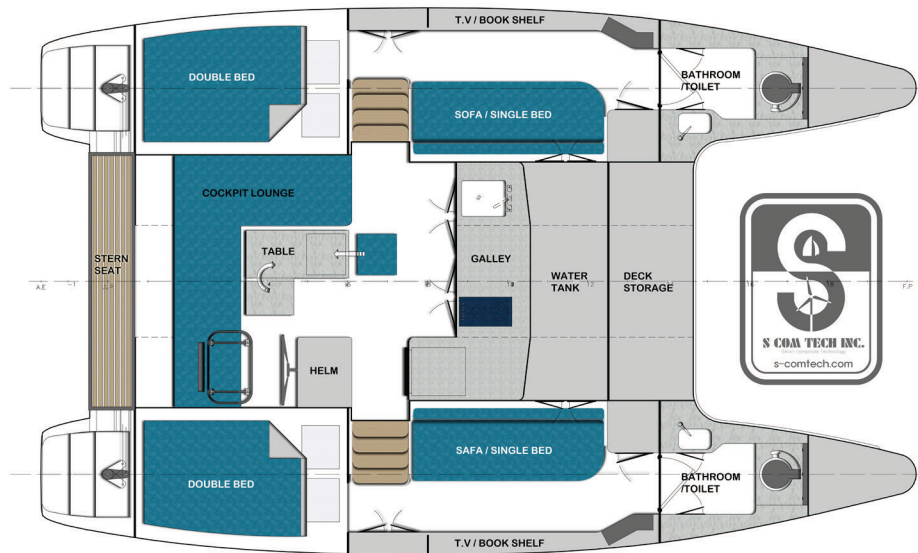 T.V / BOOK SHELF
DOUBLE BED
BATHROOM
/TOILET
SOFA / SINGLE BED
COCKPIT LOUNGE
STERN
SEAT
TABLE
GALLEY
WATER
TANK
DECK
STORAGE
A.E
F.P
HELM
S COM TECH INC.
s-comtech.com
SAFA / SINGLE BED
DOUBLE BED
BATHROOM
/TOILET
T.V / BOOK SHELF